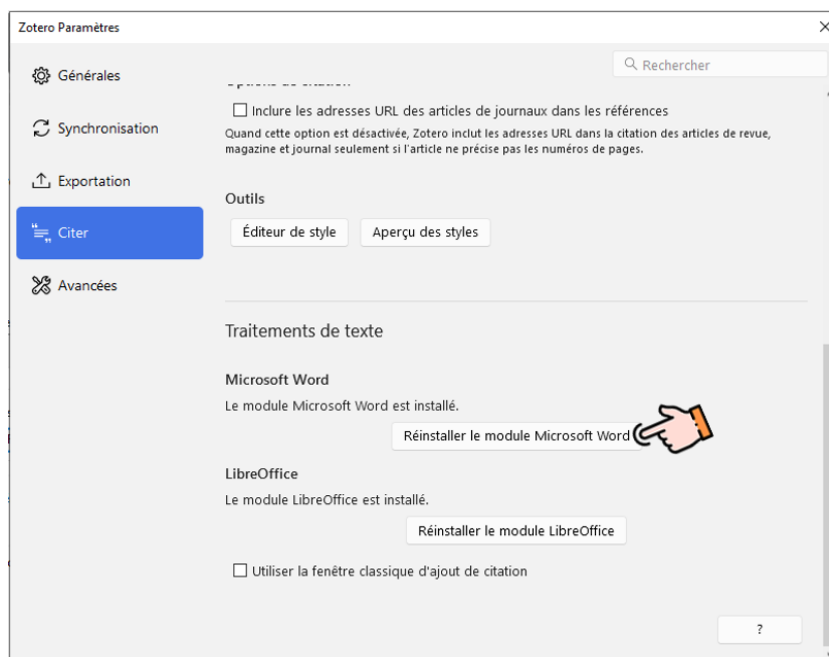 Zotero Paramètres
Rechercher
Générales
Synchronisation
Exportation
Citer
Avancées
Options de citation
Inclure les adresses URL des articles de journaux dans les références
Quand cette option est désactivée, Zotero inclut les adresses URL dans la citation des articles de revue,
magazine et journal seulement si l'article ne précise pas les numéros de pages.
Outils
Éditeur de style
Aperçu des styles
Traitements de texte
Microsoft Word
Le module Microsoft Word est installé.
Réinstaller le module Microsoft Word
LibreOffice
Le module LibreOffice est installé.
Réinstaller le module LibreOffice
Utiliser la fenêtre classique d'ajout de citation
?